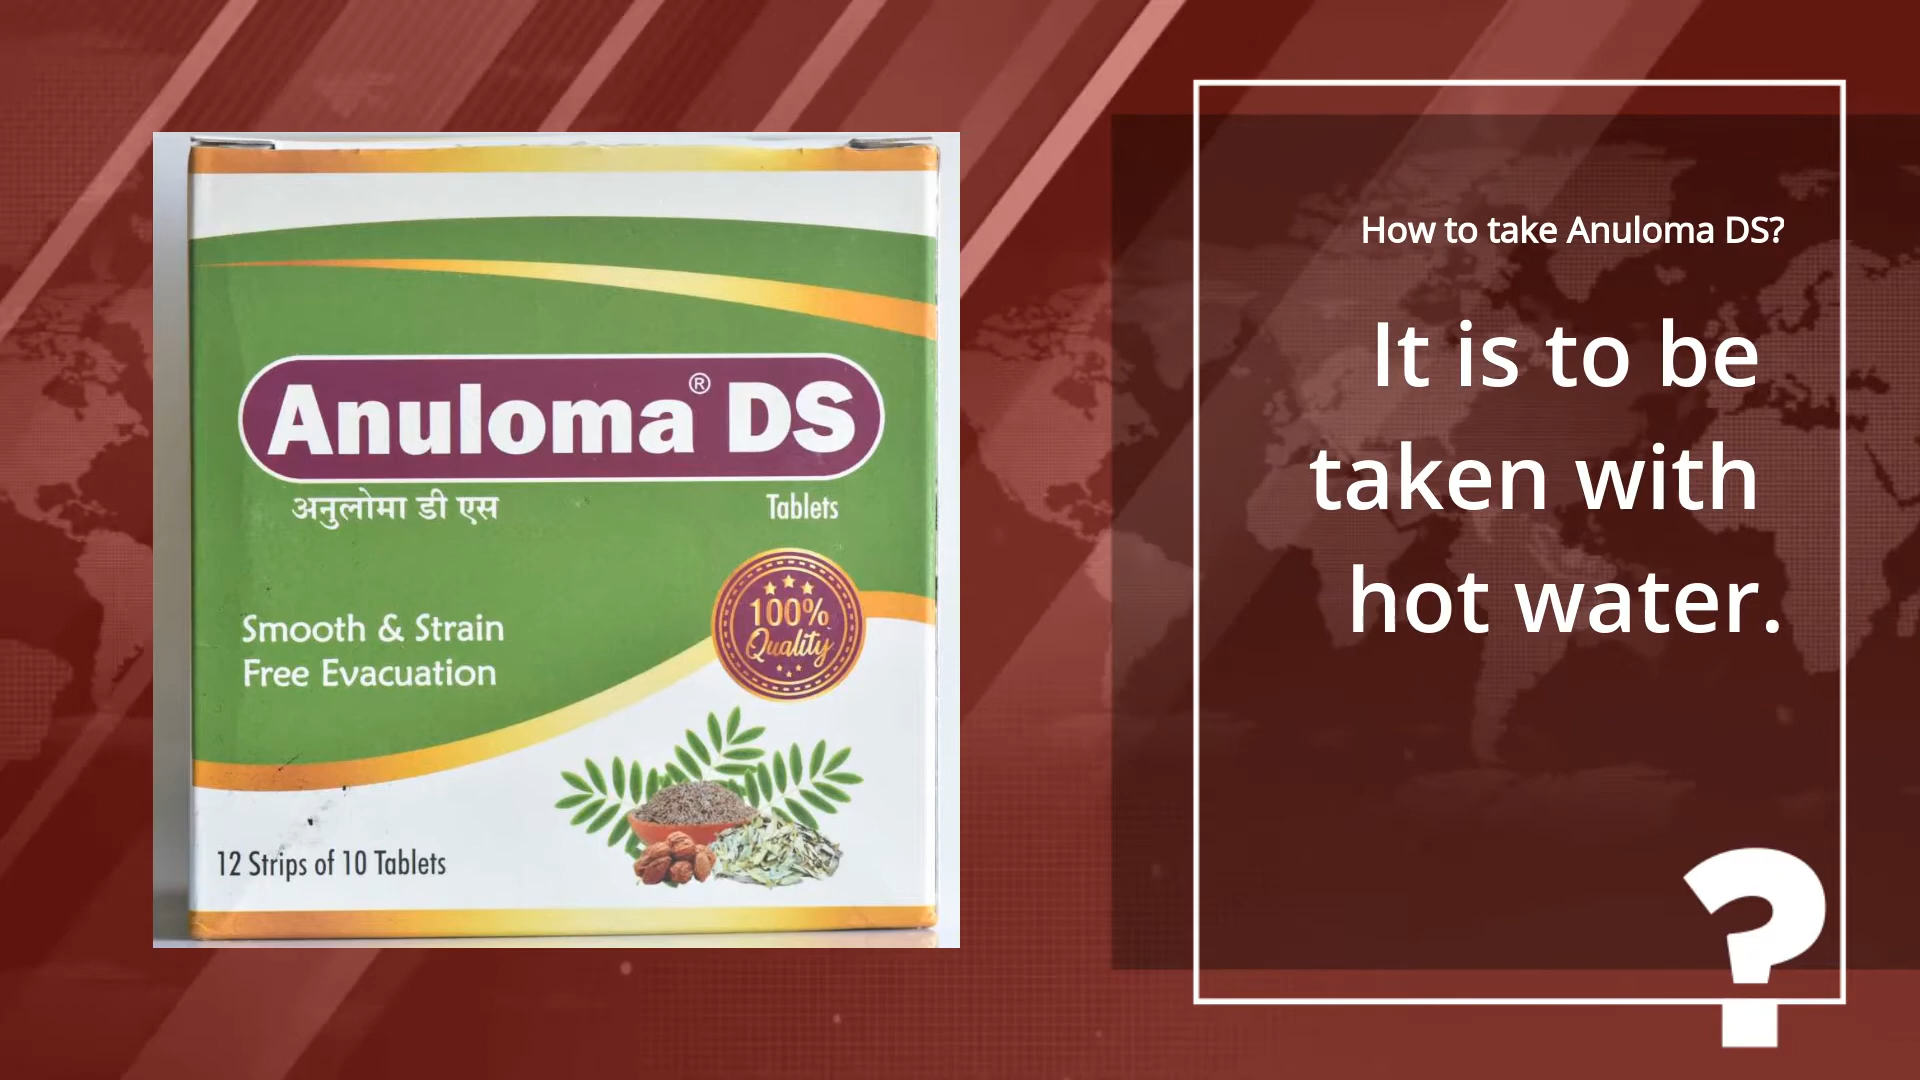 Anuloma® DS
अनुलोमा डी एस
Tablets
Smooth & Strain
Free Evacuation
100%
Quality
12 Strips of 10 Tablets
How to take Anuloma DS?
It is to be
taken with
hot water.
?